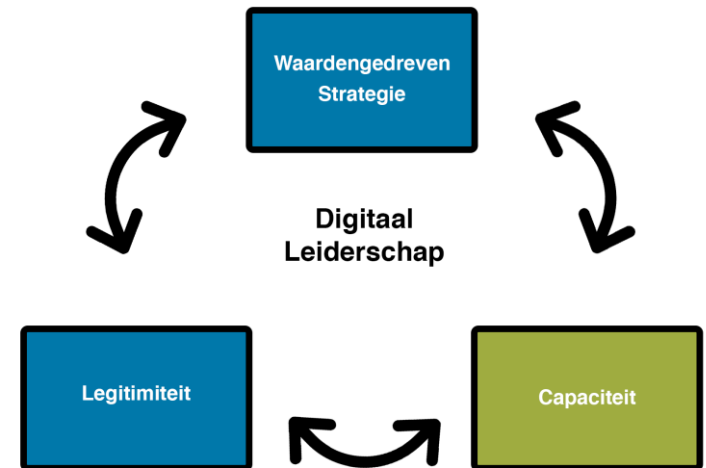 Waardengedreven
Strategie
Digitaal
Leiderschap
Legitimiteit
Capaciteit